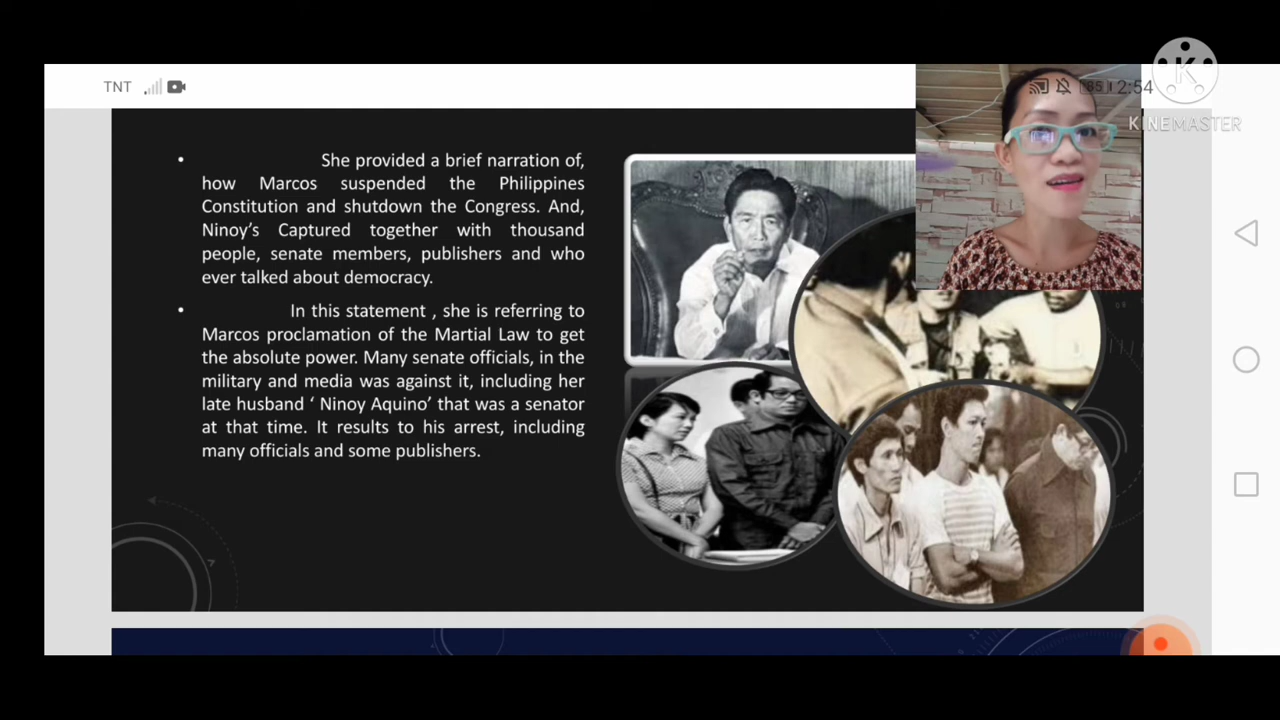 TNT
85
2:54
KINEMASTER
• She provided a brief narration of,
how Marcos suspended the Philippines
Constitution and shutdown the Congress. And,
Ninoy's Captured together with thousand
people, senate members, publishers and who
ever talked about democracy.
• In this statement , she is referring to
Marcos proclamation of the Martial Law to get
the absolute power. Many senate officials, in the
military and media was against it, including her
late husband ‘ Ninoy Aquino’ that was a senator
at that time. It results to his arrest, including
many officials and some publishers.